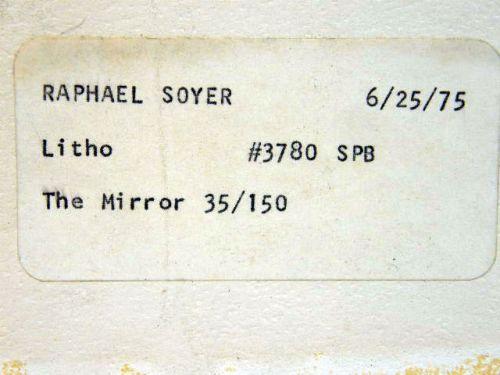 RAPHAEL SOYER 6/25/75
Litho #3780 SPB
The Mirror 35/150